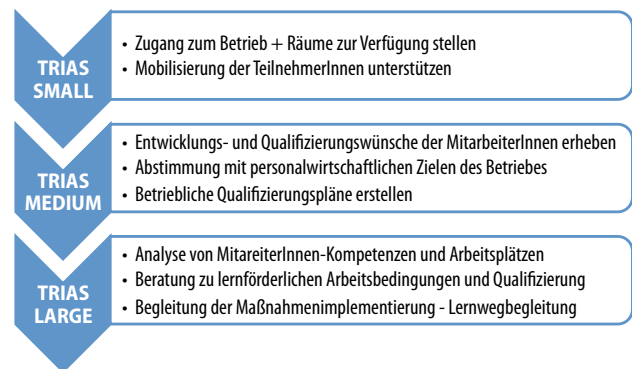 TRIAS
SMALL
• Zugang zum Betrieb + Räume zur Verfügung stellen
• Mobilisierung der TeilnehmerInnen unterstützen
TRIAS
MEDIUM
• Entwicklungs- und Qualifizierungswünsche der MitarbeiterInnen erheben
• Abstimmung mit personalwirtschaftlichen Zielen des Betriebes
• Betriebliche Qualifizierungspläne erstellen
TRIAS
LARGE
• Analyse von MitareiterInnen-Kompetenzen und Arbeitsplätzen
• Beratung zu lernförderlichen Arbeitsbedingungen und Qualifizierung
• Begleitung der Maßnahmenimplementierung - Lernwegbegleitung